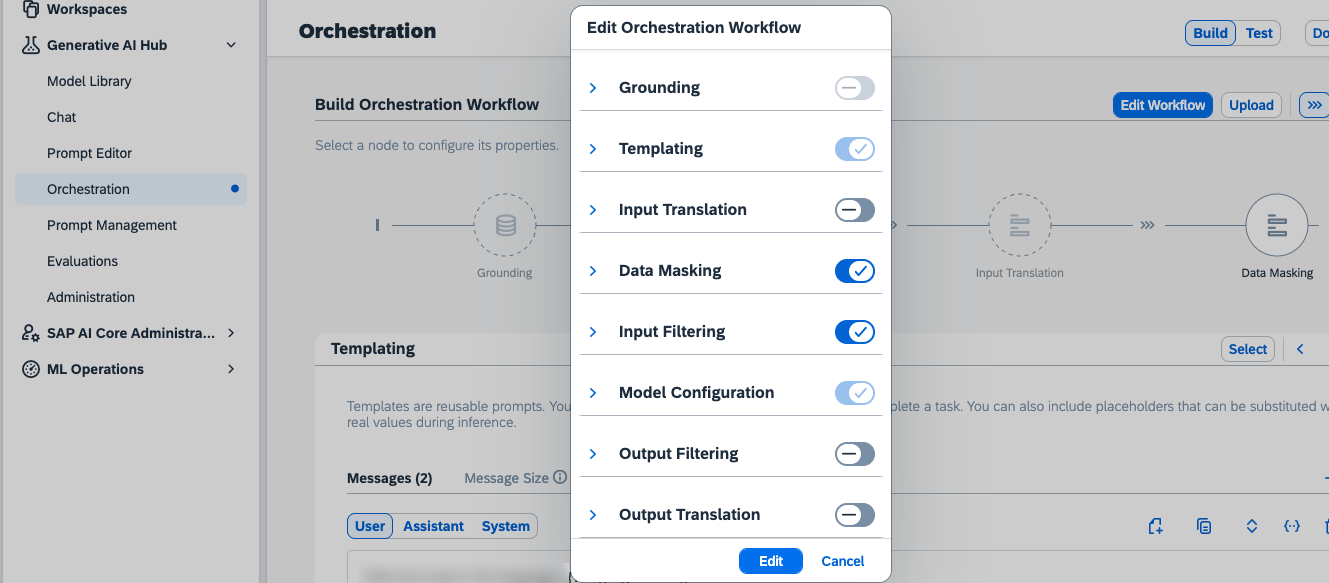 Workspaces
Generative AI Hub
Model Library
Chat
Prompt Editor
Orchestration
Prompt Management
Evaluations
Administration
SAP AI Core Administra...
ML Operations
Orchestration
Build Test
Build Orchestration Workflow
Edit Workflow Upload
Select a node to configure its properties.
Grounding
Input Translation
Data Masking
Templating
Select
Templates are reusable prompts. You
plete a task. You can also include placeholders that can be substituted
real values during inference.
Messages (2) Message Size
User Assistant System
Edit Orchestration Workflow
Grounding
Templating
Input Translation
Data Masking
Input Filtering
Model Configuration
Output Filtering
Output Translation
Edit Cancel